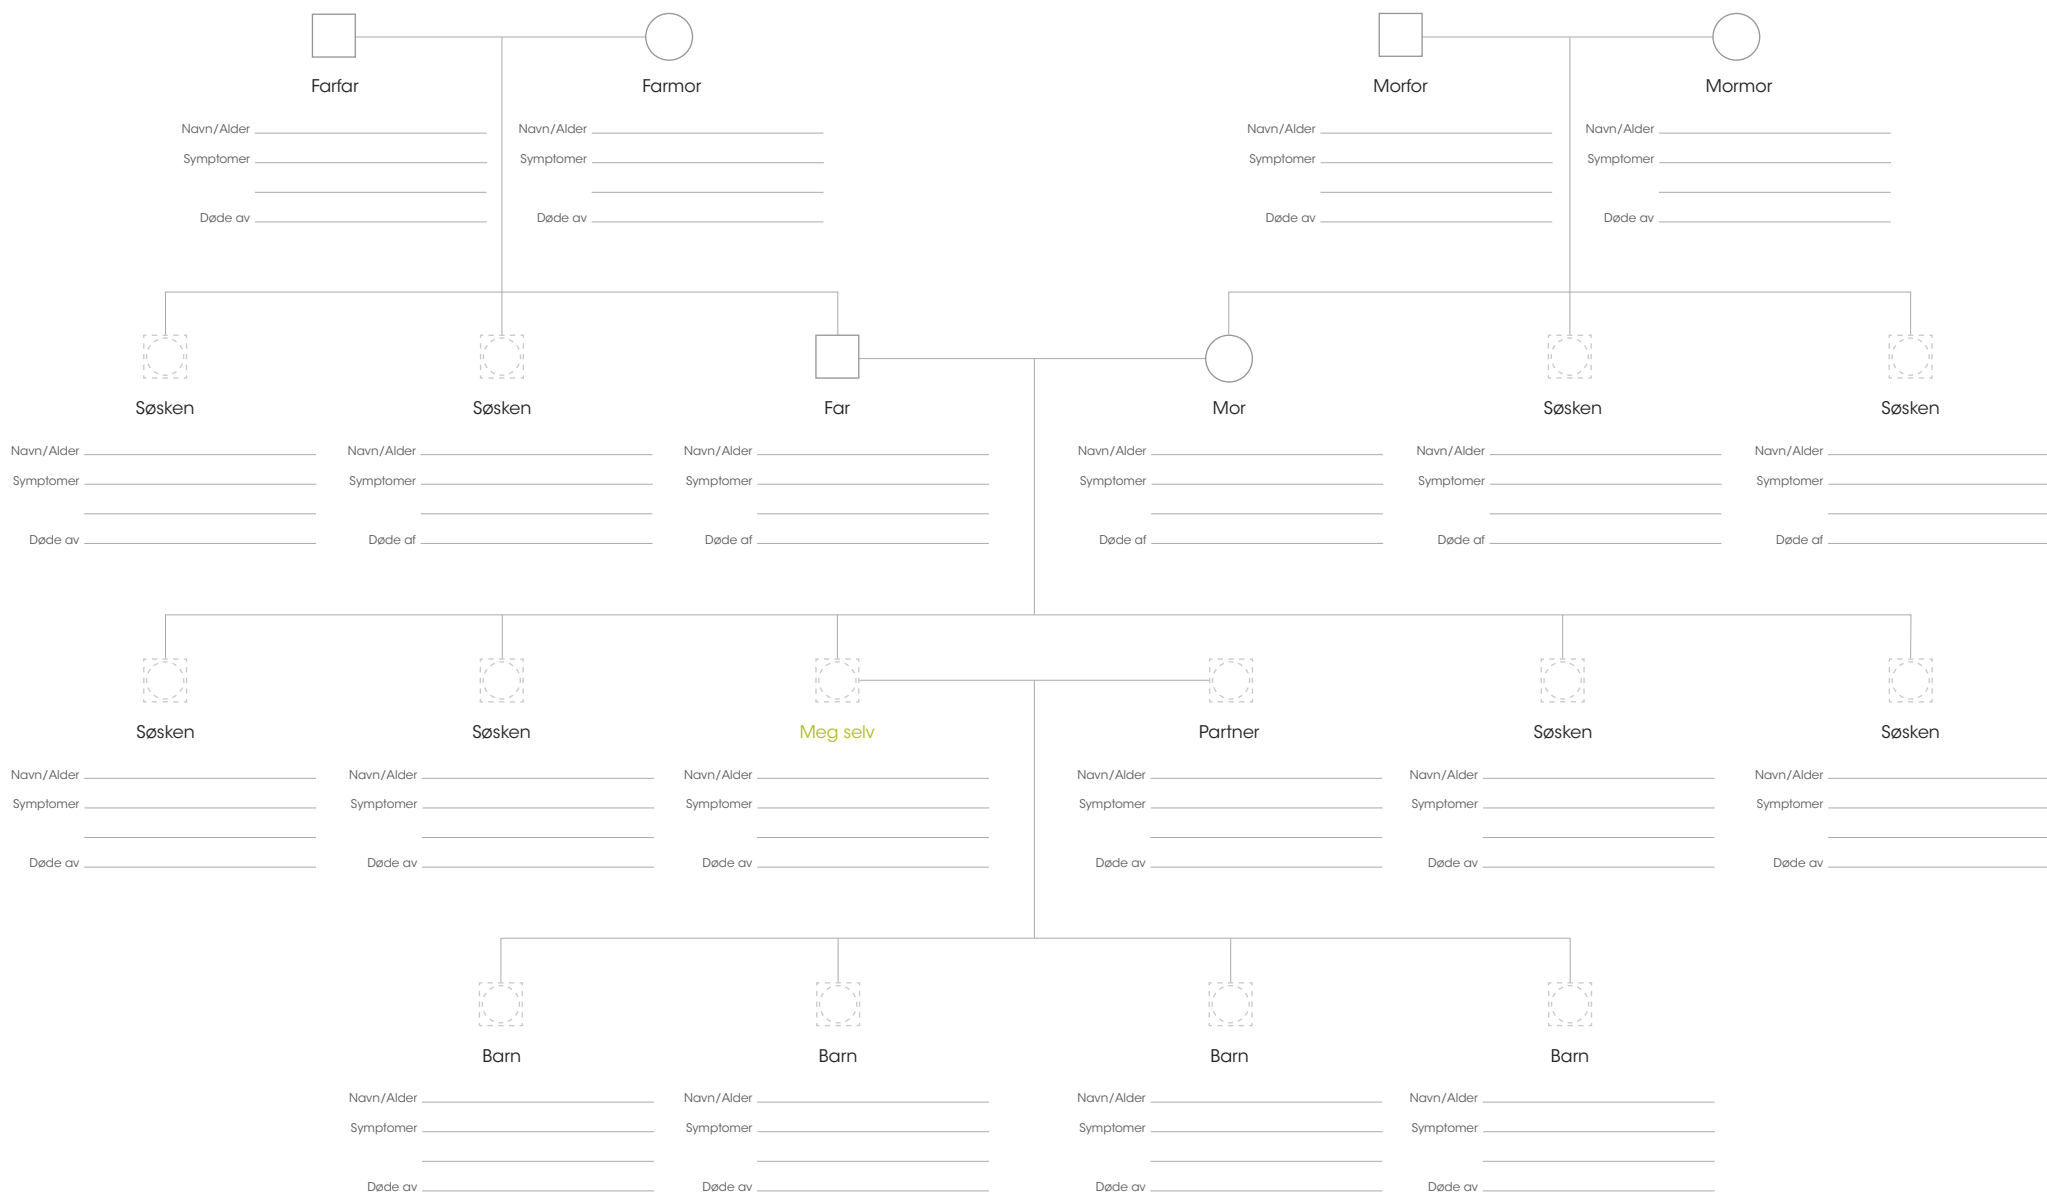 Farfar Farmor Morfor Mormor
Navn/Alder Navn/Alder Navn/Alder Navn/Alder
Symptomer Symptomer Symptomer Symptomer
Døde av Døde av Døde av Døde av
Søsken Søsken Far Mor Søsken Søsken
Navn/Alder Navn/Alder Navn/Alder Navn/Alder Navn/Alder Navn/Alder
Symptomer Symptomer Symptomer Symptomer Symptomer Symptomer
Døde av Døde af Døde af Døde af Døde af Døde af
Søsken Søsken Meg selv Partner Søsken Søsken
Navn/Alder Navn/Alder Navn/Alder Navn/Alder Navn/Alder Navn/Alder
Symptomer Symptomer Symptomer Symptomer Symptomer Symptomer
Døde av Døde av Døde av Døde av Døde av Døde av
Barn Barn Barn Barn
Navn/Alder Navn/Alder Navn/Alder Navn/Alder
Symptomer Symptomer Symptomer Symptomer
Døde av Døde av Døde av Døde av